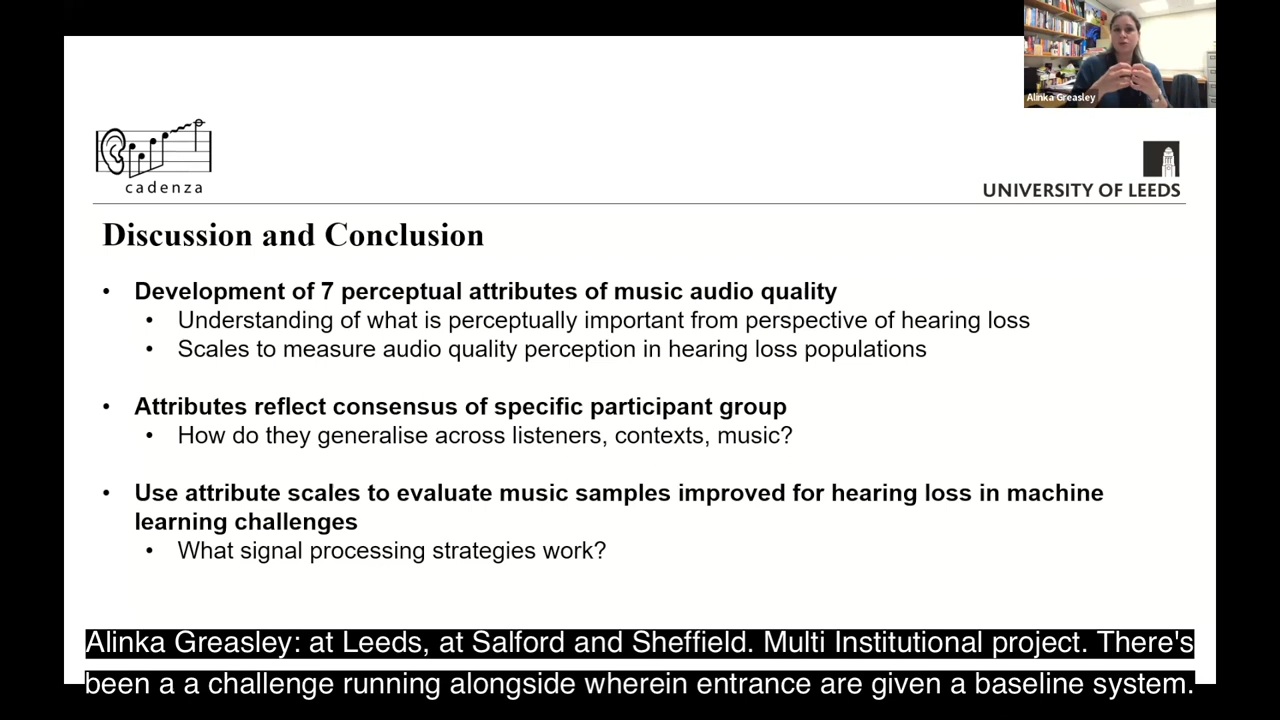 Alinka Greasley
cadenza
UNIVERSITY OF LEEDS
Discussion and Conclusion
• Development of 7 perceptual attributes of music audio quality
• Understanding of what is perceptually important from perspective of hearing loss
• Scales to measure audio quality perception in hearing loss populations
• Attributes reflect consensus of specific participant group
• How do they generalise across listeners, contexts, music?
• Use attribute scales to evaluate music samples improved for hearing loss in machine
learning challenges
• What signal processing strategies work?
Alinka Greasley: at Leeds, at Salford and Sheffield. Multi Institutional project. There's
been a a challenge running alongside wherein entrance are given a baseline system.